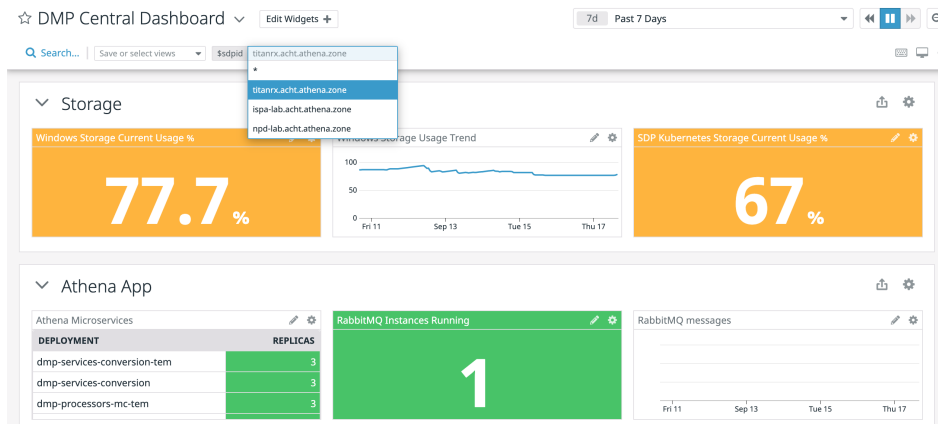 DMP Central Dashboard
Edit Widgets +
7d Past 7 Days
Search...
Save or select views
$sdpid titanrx.acht.athena.zone
*
titanrx.acht.athena.zone
ispa-lab.acht.athena.zone
npd-lab.acht.athena.zone
Storage
Windows Storage Current Usage %
77.7%
Windows Storage Usage Trend
100
50
0
Fri 11 Sep 13 Tue 15 Thu 17
SDP Kubernetes Storage Current Usage %
67%
Athena App
Athena Microservices
DEPLOYMENT REPLICAS
dmp-services-conversion-tem 3
dmp-services-conversion 3
dmp-processors-mc-tem 3
RabbitMQ Instances Running
1
RabbitMQ messages
Fri 11 Sep 13 Tue 15 Thu 17